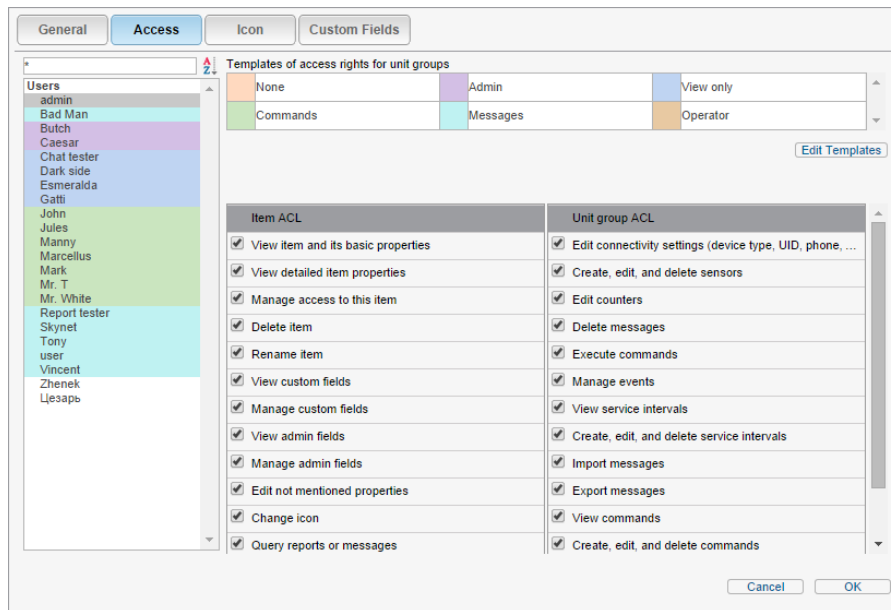 General Access Icon Custom Fields
*
A
Z
Templates of access rights for unit groups
Users
admin
Bad Man
Butch
Caesar
Chat tester
Dark side
Esmeralda
Gatti
John
Jules
Manny
Marcellus
Mark
Mr. T
Mr. White
Report tester
Skynet
Tony
user
Vincent
Zhenek
Цезарь
None Admin View only
Commands Messages Operator
Edit Templates
Item ACL
View item and its basic properties
View detailed item properties
Manage access to this item
Delete item
Rename item
View custom fields
Manage custom fields
View admin fields
Manage admin fields
Edit not mentioned properties
Change icon
Query reports or messages
Unit group ACL
Edit connectivity settings (device type, UID, phone, ...
Create, edit, and delete sensors
Edit counters
Delete messages
Execute commands
Manage events
View service intervals
Create, edit, and delete service intervals
Import messages
Export messages
View commands
Create, edit, and delete commands
Cancel OK